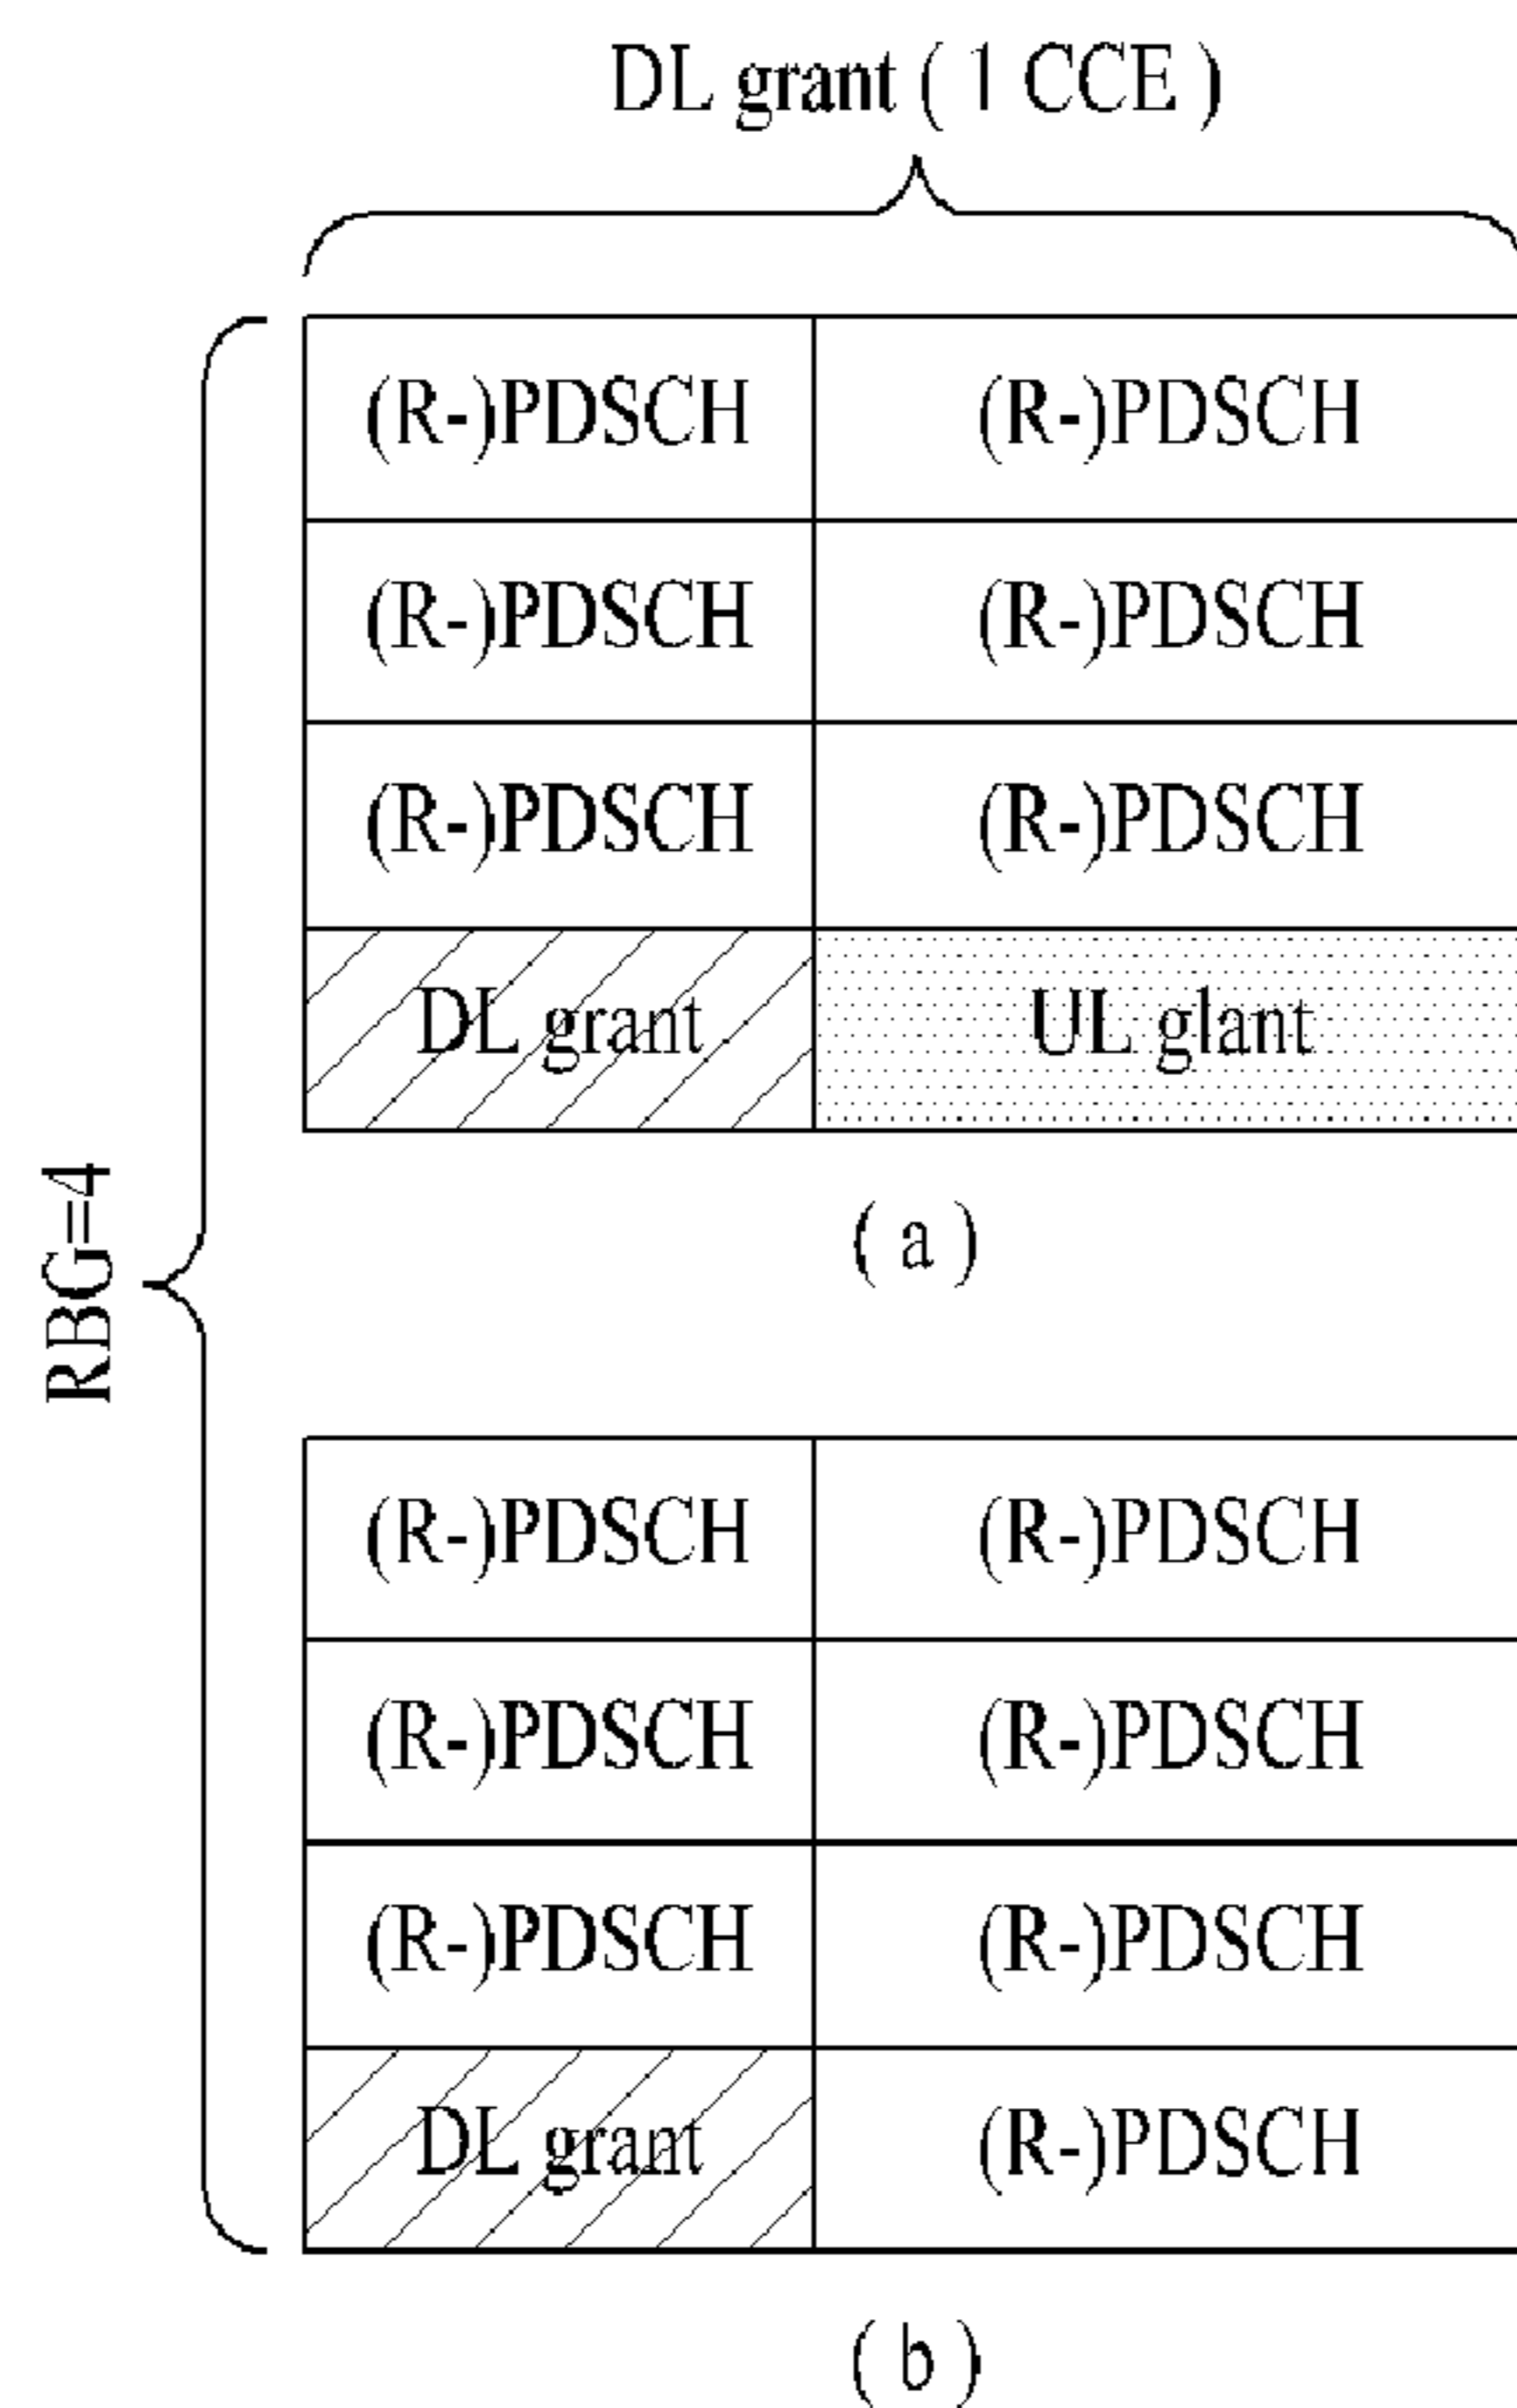 DL grant ( 1 CCE )
(R-)PDSCH (R-)PDSCH
(R-)PDSCH (R-)PDSCH
(R-)PDSCH (R-)PDSCH
DL grant UL glant
( a )
RBG=4
(R-)PDSCH (R-)PDSCH
(R-)PDSCH (R-)PDSCH
(R-)PDSCH (R-)PDSCH
DL grant (R-)PDSCH
( b )